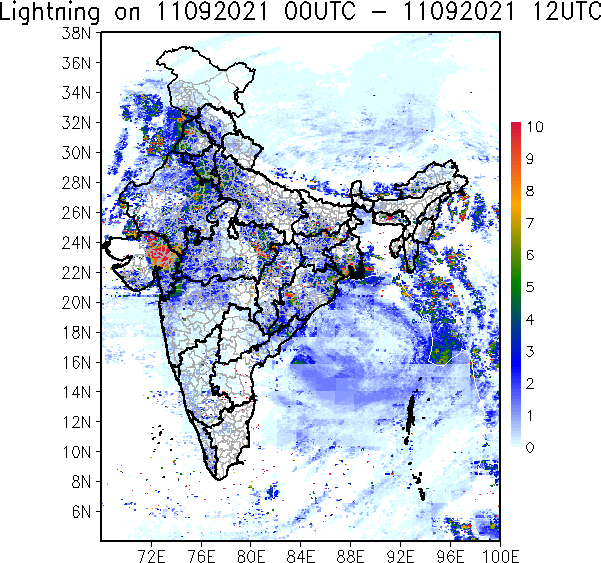 Lightning on 11092021 00UTC – 11092021 12UTC
38N
36N
34N
32N
30N
28N
26N
24N
22N
20N
18N
16N
14N
12N
10N
8N
6N
72E 76E 80E 84E 88E 92E 96E 100E
10
9
8
7
6
5
4
3
2
1
0